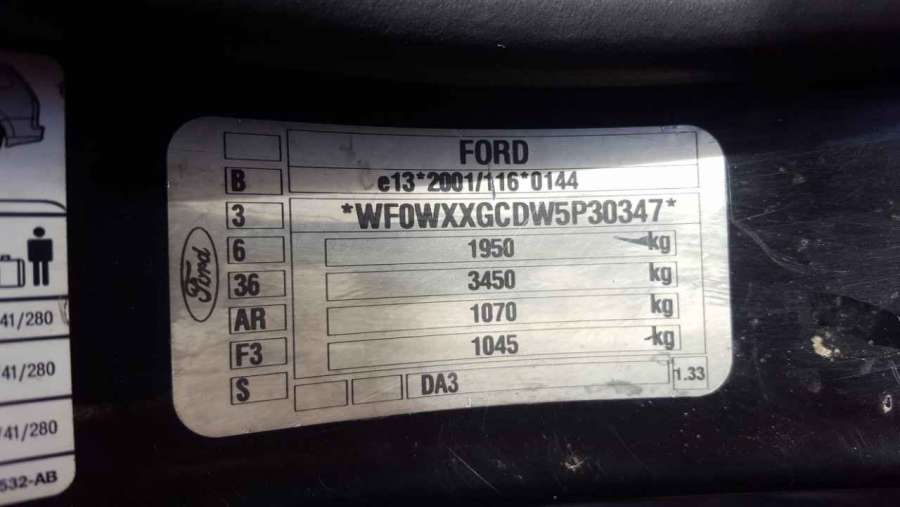 FORD
B
e13*2001/116*0144
3
*WF0WXXGCDW5P30347*
6
1950 kg
36
3450 kg
AR
1070 kg
F3
1045 kg
S
DA3
1.33
Ford
41/280
41/280
/41/280
532-AB